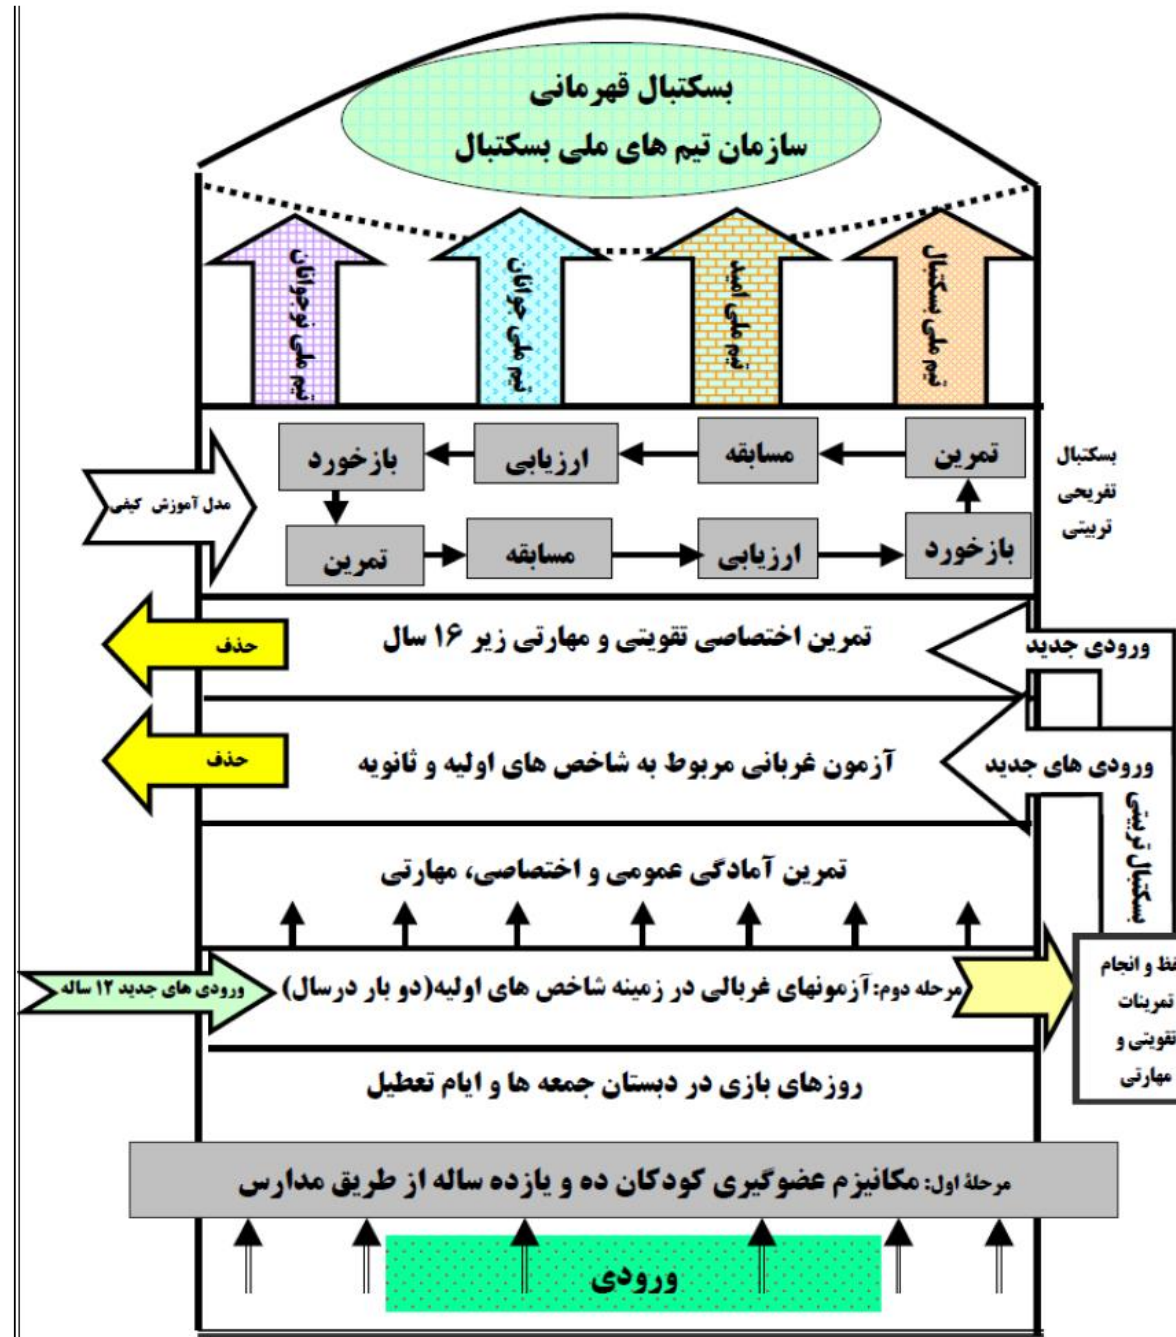 بسکتبال قهرمانی
سازمان تیم های ملی بسکتبال
تیم ملی بسکتبال
تیم ملی امید
تیم ملی جوانان
تیم ملی نوجوانان
بسکتبال
تفریحی
تربیتی
تمرین
مسابقه
ارزیابی
بازخورد
مدل آموزش کیفی
تمرین
مسابقه
ارزیابی
بازخورد
ورودی جدید
تمرین اختصاصی تقویتی و مهارتی زیر ۱۶ سال
حذف
ورودی های جدید
آزمون غربانی مربوط به شاخص های اولیه و ثانویه
حذف
بسکتبال تربیتی
تمرین آمادگی عمومی و اختصاصی، مهارتی
مرحله دوم:آزمونهای غربالی در زمینه شاخص های اولیه(دو بار درسال)
ورودی های جدید ۱۲ ساله
و انجام
تمرینات
تقویتی و
مهارتی
روزهای بازی در دبستان جمعه ها و ایام تعطیل
مرحلۀ اول: مکانیزم عضوگیری کودکان ده و یازده ساله از طریق مدارس
ورودی